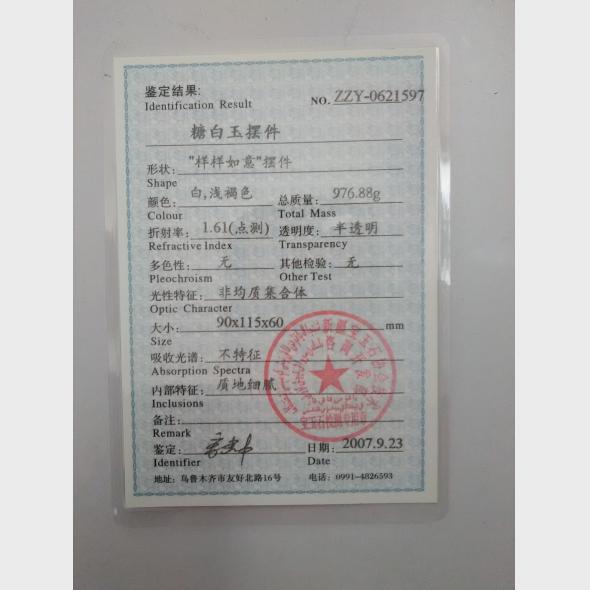 鉴定结果:
Identification Result
NO. ZZY-0621597
糖白玉摆件
形状: "样样如意"摆件
Shape
颜色: 白,浅褐色 总质量: 976.88g
Colour Total Mass
折射率: 1.61(点测) 透明度: 半透明
Refractive Index Transparency
多色性: 无 其他检验: 无
Pleochroism Other Test
光性特征: 非均质集合体
Optic Character
大小: 90x115x60 mm
Size
吸收光谱: 不特征
Absorption Spectra
内部特征: 质地细腻
Inclusions
备注:
Remark
鉴定: 日期: 2007.9.23
Identifier Date
地址: 乌鲁木齐市友好北路16号 电话: 0991-4826593